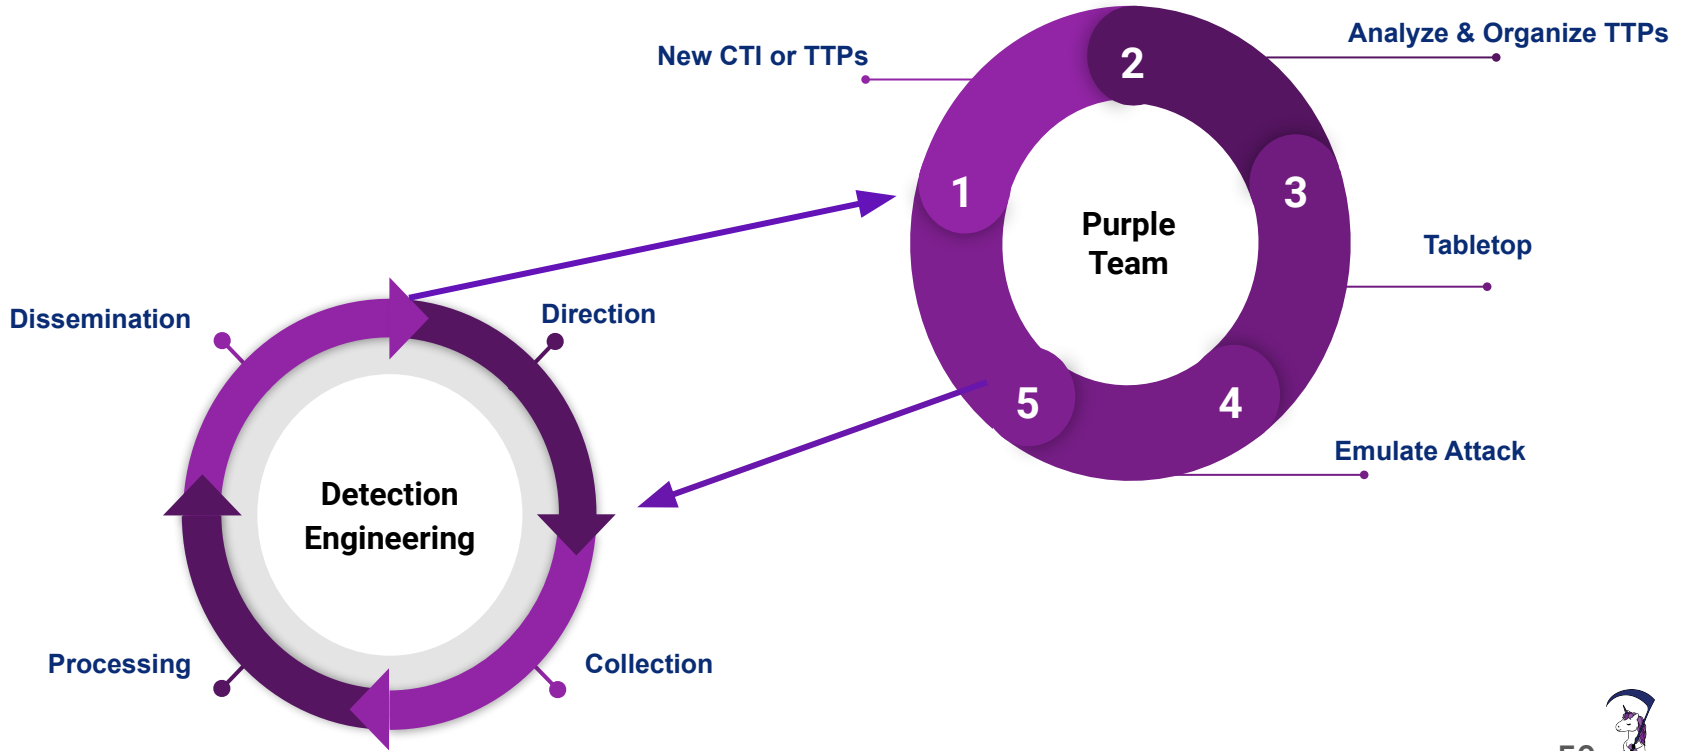 New CTI or TTPs
Analyze & Organize TTPs
2
1
3
Purple
Team
Tabletop
Dissemination
Direction
5
4
Emulate Attack
Detection
Engineering
Processing
Collection